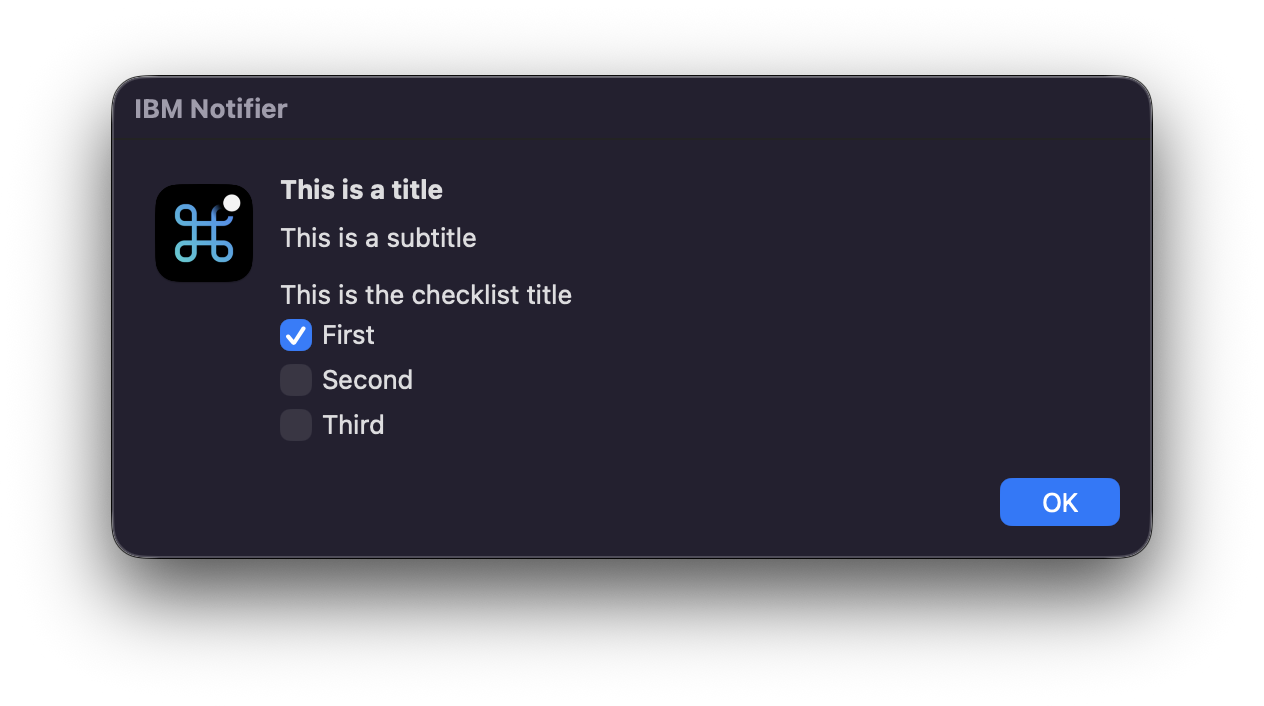 IBM Notifier
This is a title
This is a subtitle
This is the checklist title
First
Second
Third
OK